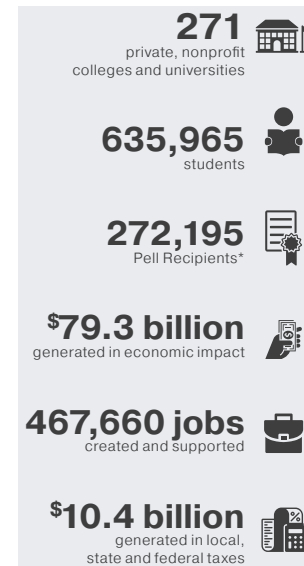 271
private, nonprofit
colleges and universities
635,965
students
272,195
Pell Recipients*
$79.3 billion
generated in economic impact
467,660 jobs
created and supported
$10.4 billion
generated in local,
state and federal taxes